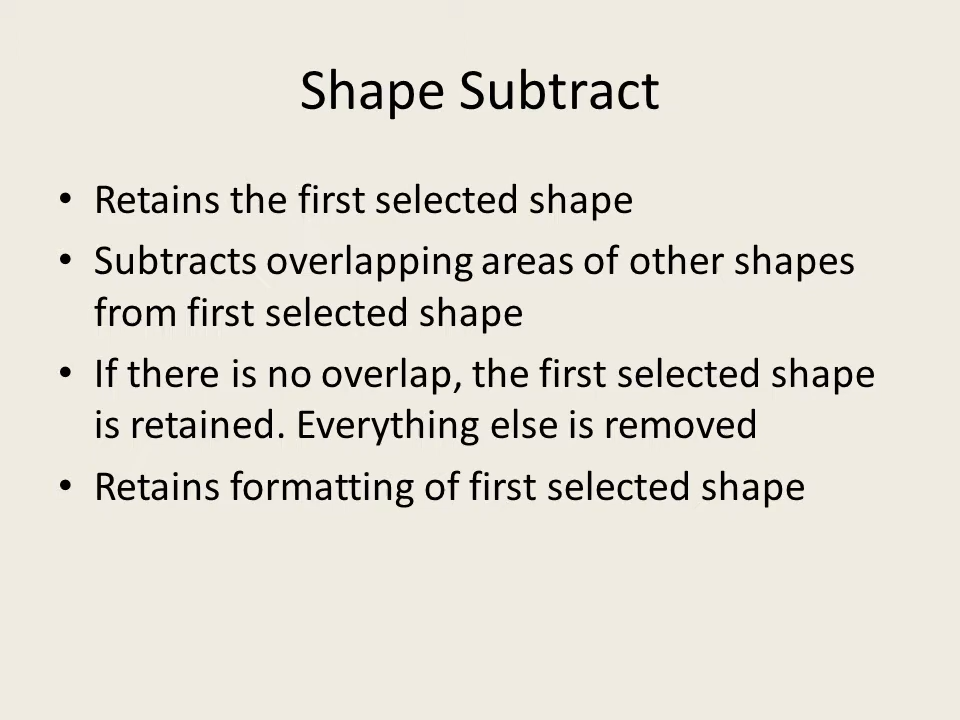 Shape Subtract
• Retains the first selected shape
• Subtracts overlapping areas of other shapes
from first selected shape
• If there is no overlap, the first selected shape
is retained. Everything else is removed
• Retains formatting of first selected shape